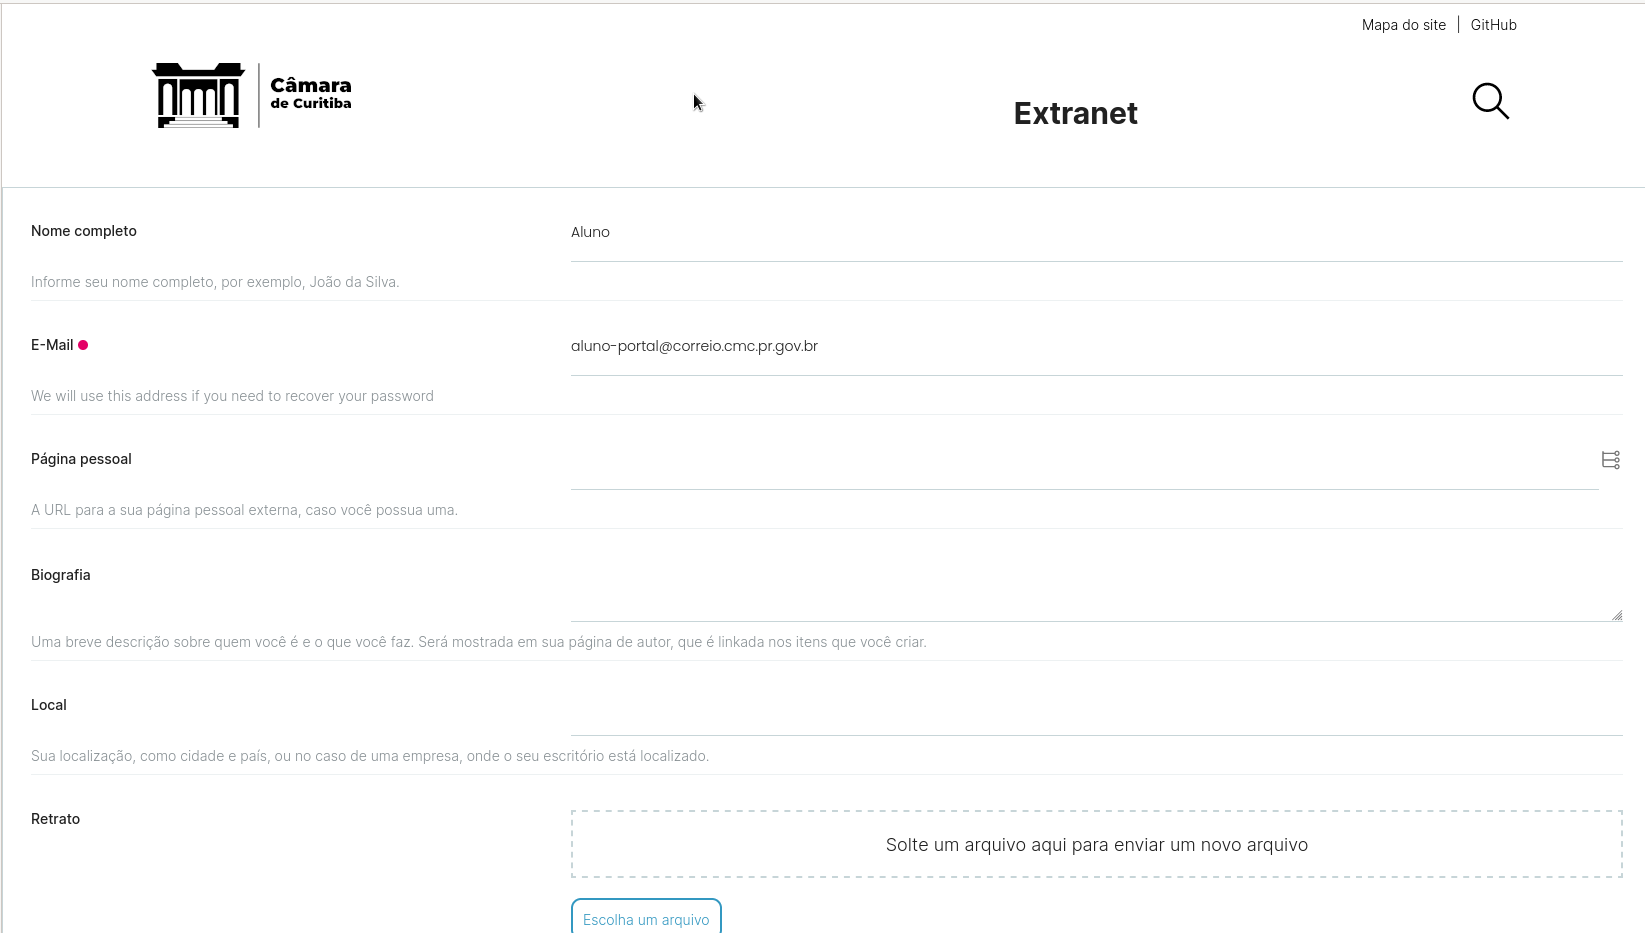 Mapa do site | GitHub
Câmara
de Curitiba
Extranet
Nome completo
Aluno
Informe seu nome completo, por exemplo, João da Silva.
E-Mail
aluno-portal@correio.cmc.pr.gov.br
We will use this address if you need to recover your password
Página pessoal
A URL para a sua página pessoal externa, caso você possua uma.
Biografia
Uma breve descrição sobre quem você é e o que você faz. Será mostrada em sua página de autor, que é linkada nos itens que você criar.
Local
Sua localização, como cidade e país, ou no caso de uma empresa, onde o seu escritório está localizado.
Retrato
Solte um arquivo aqui para enviar um novo arquivo
Escolha um arquivo